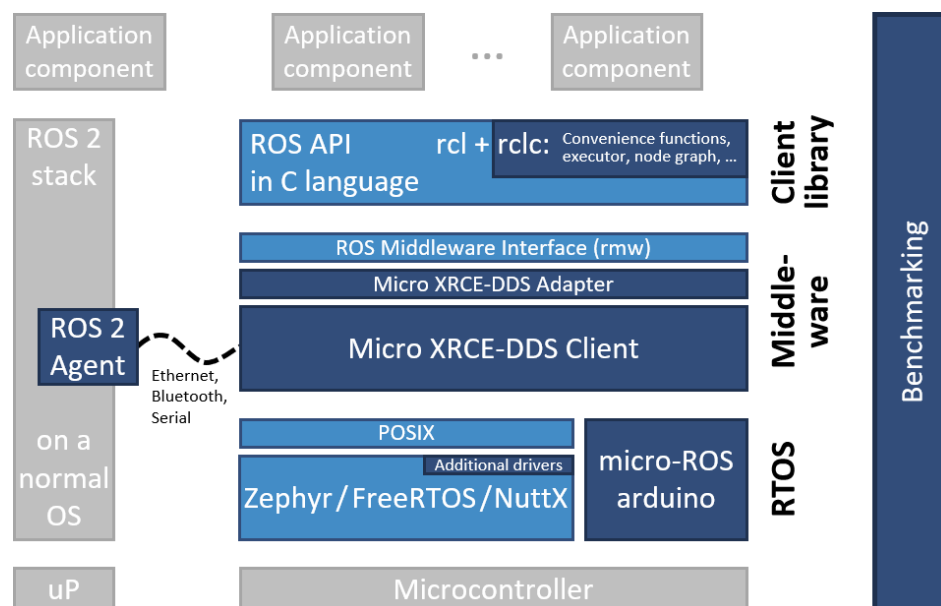 Application
component
Application
component
...
Application
component
ROS 2
stack
on a
normal
OS
ROS 2
Agent
Ethernet,
Bluetooth,
Serial
uP
ROS API
in C language
rcl + rclc:
Convenience functions,
executor, node graph, ...
Client
library
ROS Middleware Interface (rmw)
Micro XRCE-DDS Adapter
Micro XRCE-DDS Client
Middle-
ware
POSIX
Additional drivers
Zephyr/FreeRTOS/NuttX
micro-ROS
arduino
RTOS
Microcontroller
Benchmarking